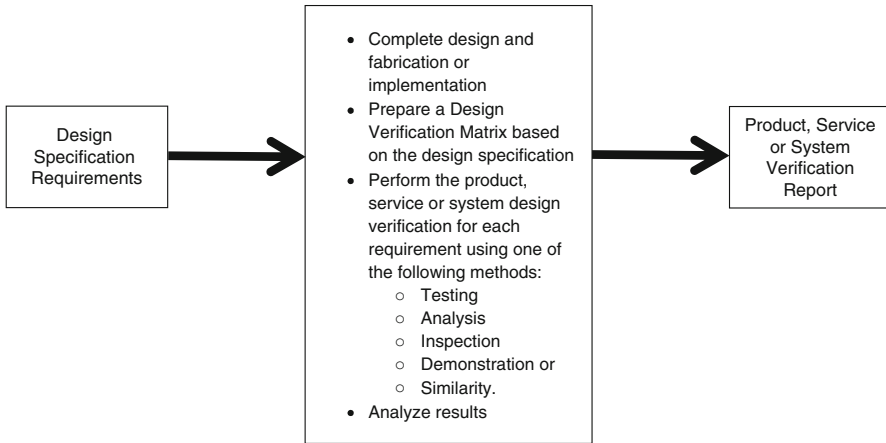 Design
Specification
Requirements
• Complete design and
fabrication or
implementation
• Prepare a Design
Verification Matrix based
on the design specification
• Perform the product,
service or system design
verification for each
requirement using one of
the following methods:
○ Testing
○ Analysis
○ Inspection
○ Demonstration or
○ Similarity.
• Analyze results
Product, Service
or System
Verification
Report